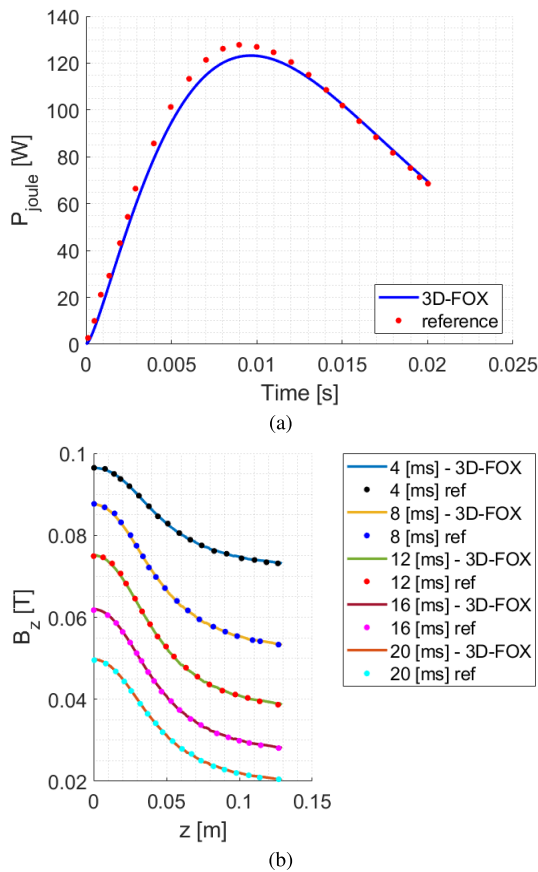 140
120
100
80
60
40
20
0
P_joule [W]
0
0.005
0.01
0.015
0.02
0.025
Time [s]
3D-FOX
reference
(a)
0.1
0.08
0.06
0.04
0.02
B_z [T]
0
0.05
0.1
0.15
z [m]
4 [ms] - 3D-FOX
4 [ms] ref
8 [ms] - 3D-FOX
8 [ms] ref
12 [ms] - 3D-FOX
12 [ms] ref
16 [ms] - 3D-FOX
16 [ms] ref
20 [ms] - 3D-FOX
20 [ms] ref
(b)